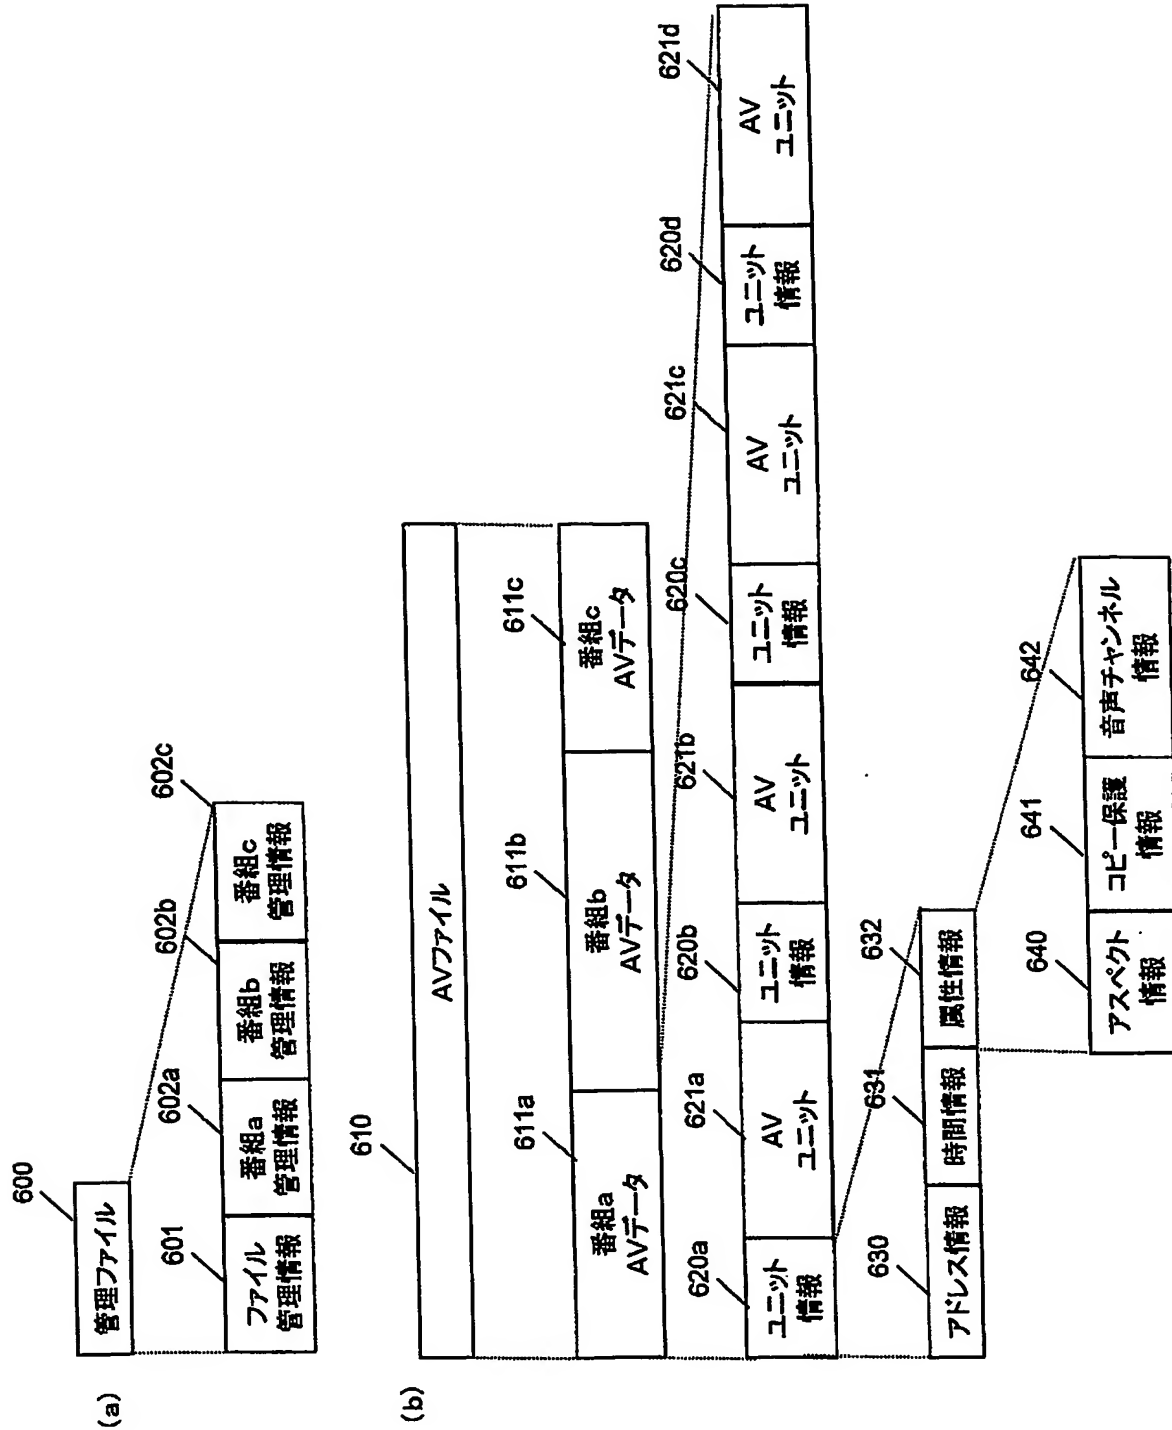 (a)
600
管理ファイル
601
602a
602b
602c
ファイル
管理情報
番組a
管理情報
番組b
管理情報
番組c
管理情報
(b)
610
AVファイル
611a
611b
611c
番組a
AVデータ
番組b
AVデータ
番組c
AVデータ
620a
621a
620b
621b
620c
621c
620d
621d
ユニット
情報
AV
ユニット
ユニット
情報
AV
ユニット
ユニット
情報
AV
ユニット
ユニット
情報
AV
ユニット
630
631
632
アドレス情報
時間情報
属性情報
640
641
642
アスペクト
情報
コピー保護
情報
音声チャンネル
情報